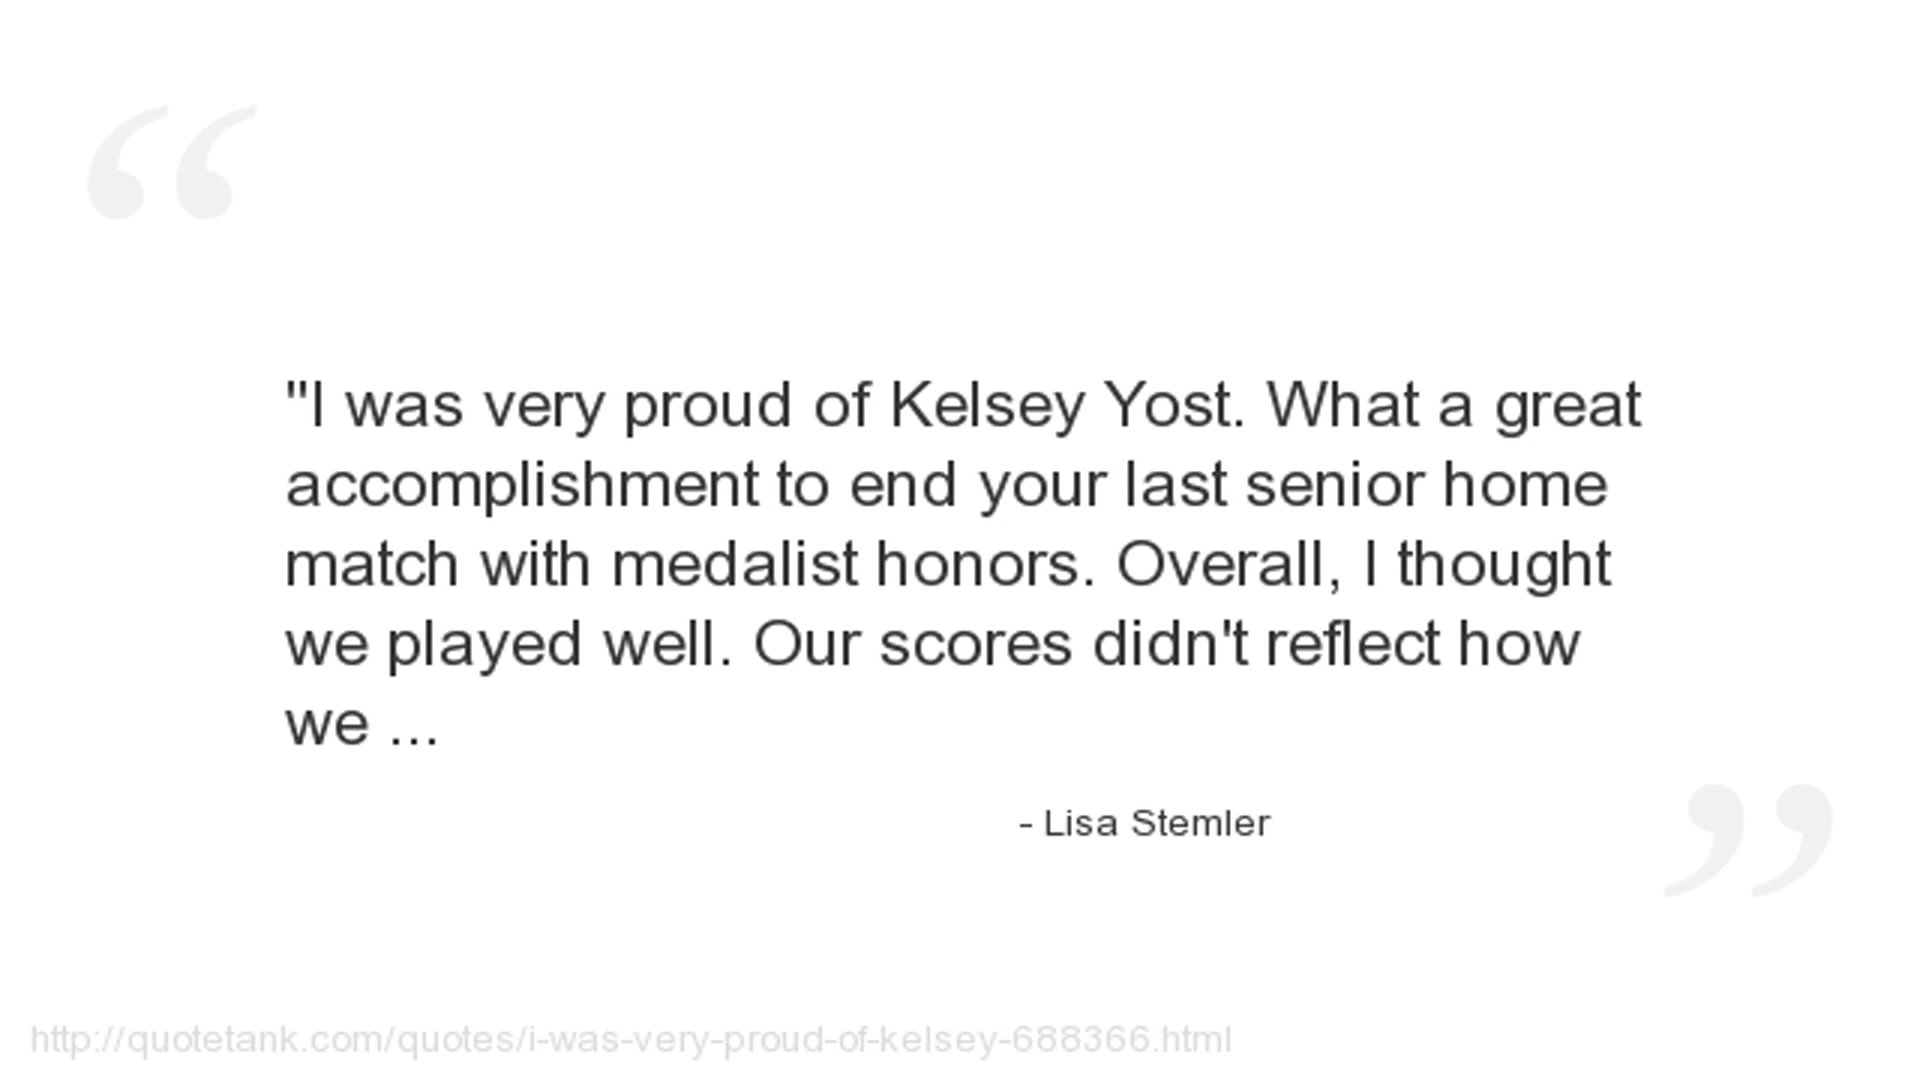 "I was very proud of Kelsey Yost. What a great
accomplishment to end your last senior home
match with medalist honors. Overall, I thought
we played well. Our scores didn't reflect how
we ...
- Lisa Stemler
http://quotetank.com/quotes/i-was-very-proud-of-kelsey-688366.html